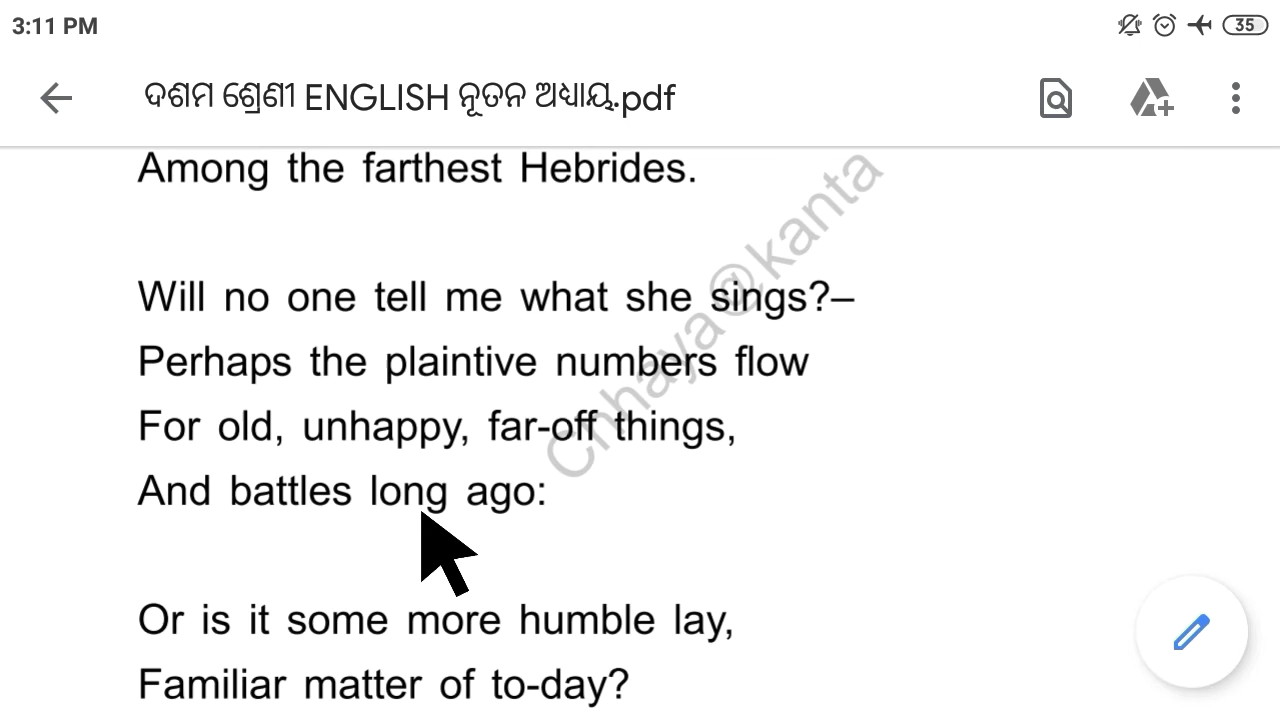 3:11 PM
35
ଦଶମ ଶ୍ରେଣୀ ENGLISH ନୂତନ ଅଧ୍ୟାୟ.pdf
Among the farthest Hebrides.
Will no one tell me what she sings?–
Perhaps the plaintive numbers flow
For old, unhappy, far-off things,
And battles long ago:
Or is it some more humble lay,
Familiar matter of to-day?
Chhaya@kanta